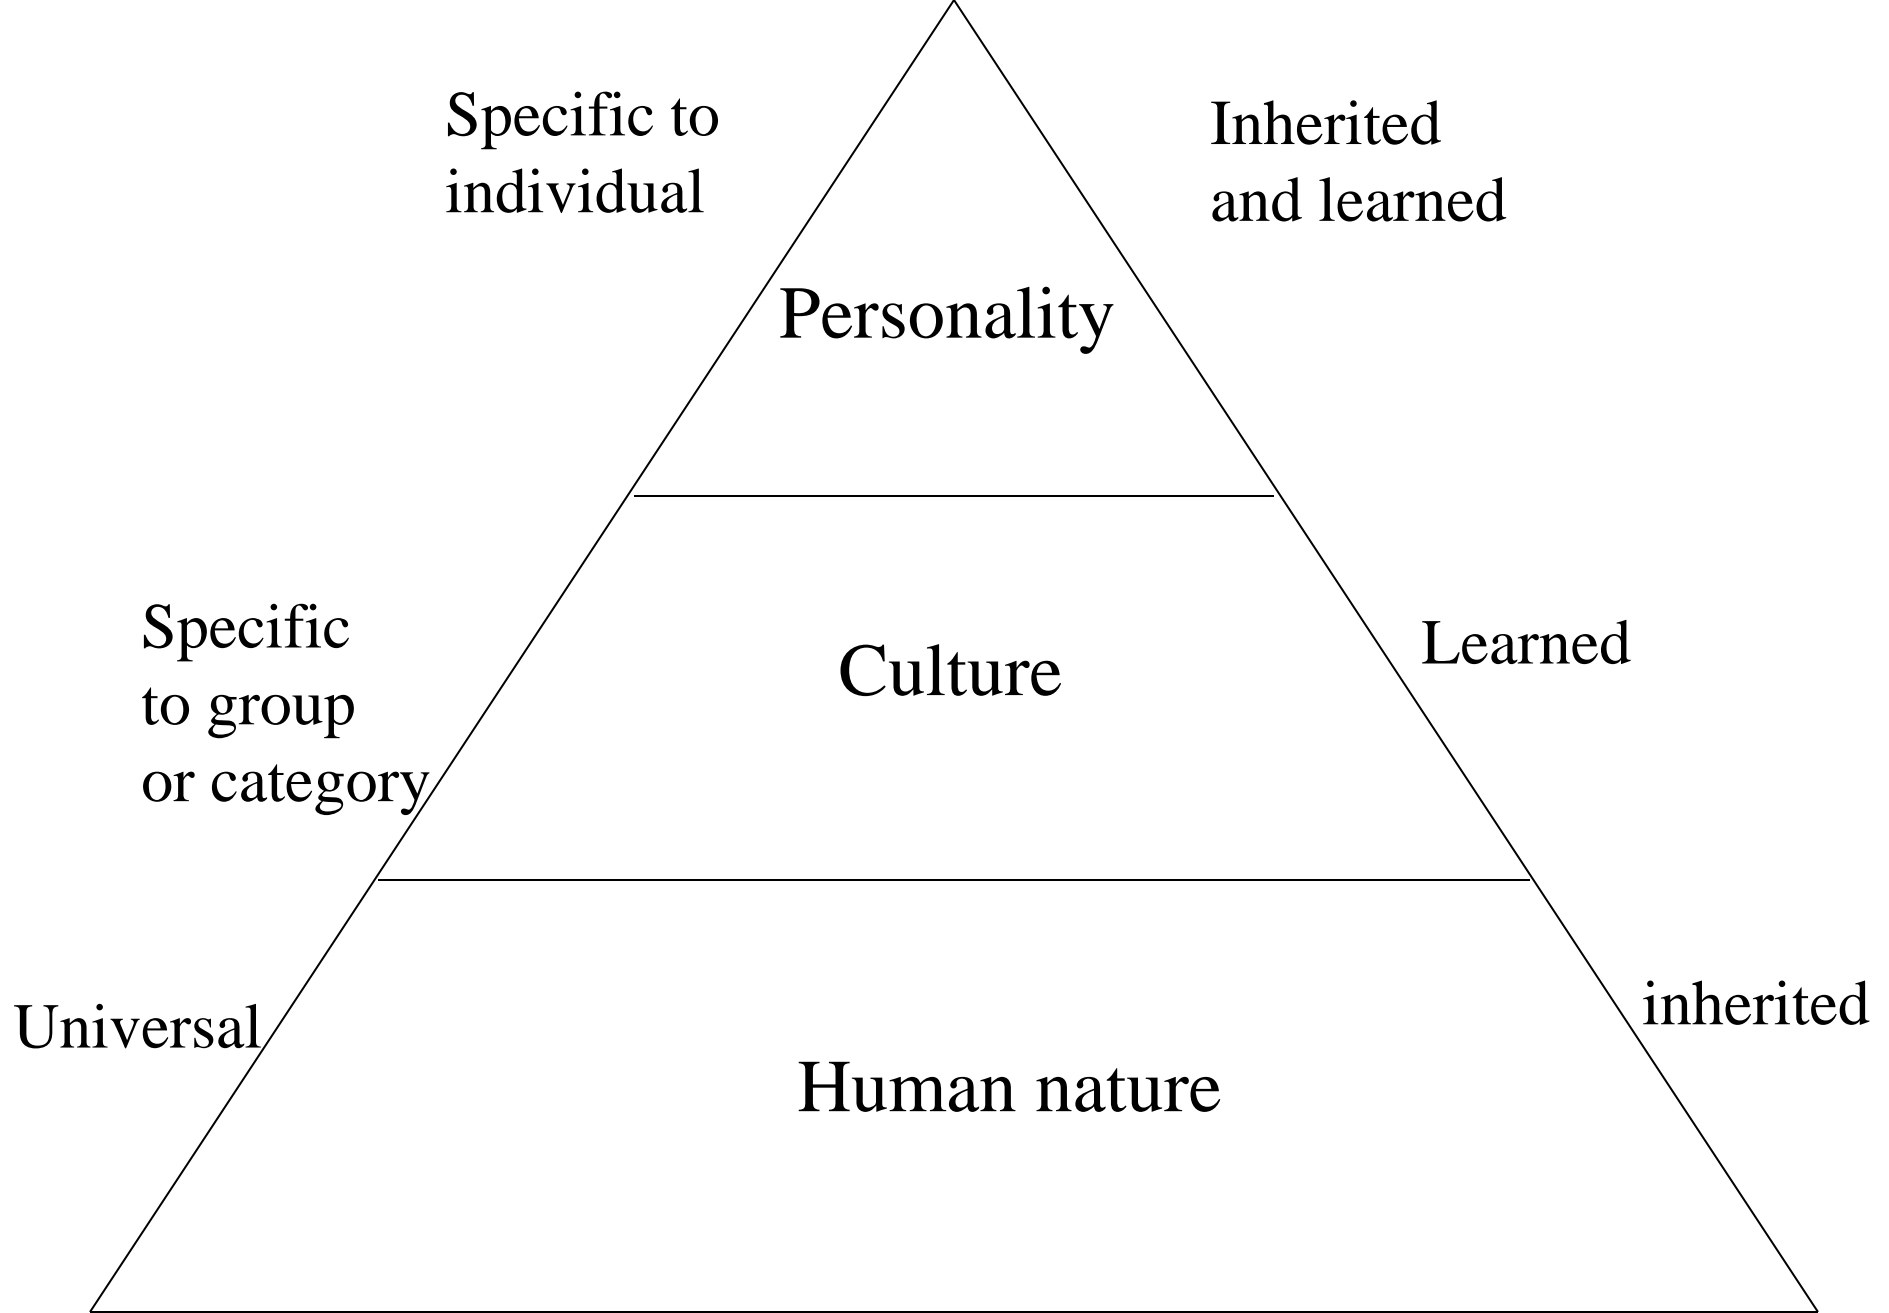 Specific to
individual
Inherited
and learned
Personality
Specific
to group
or category
Culture
Learned
Universal
Human nature
inherited